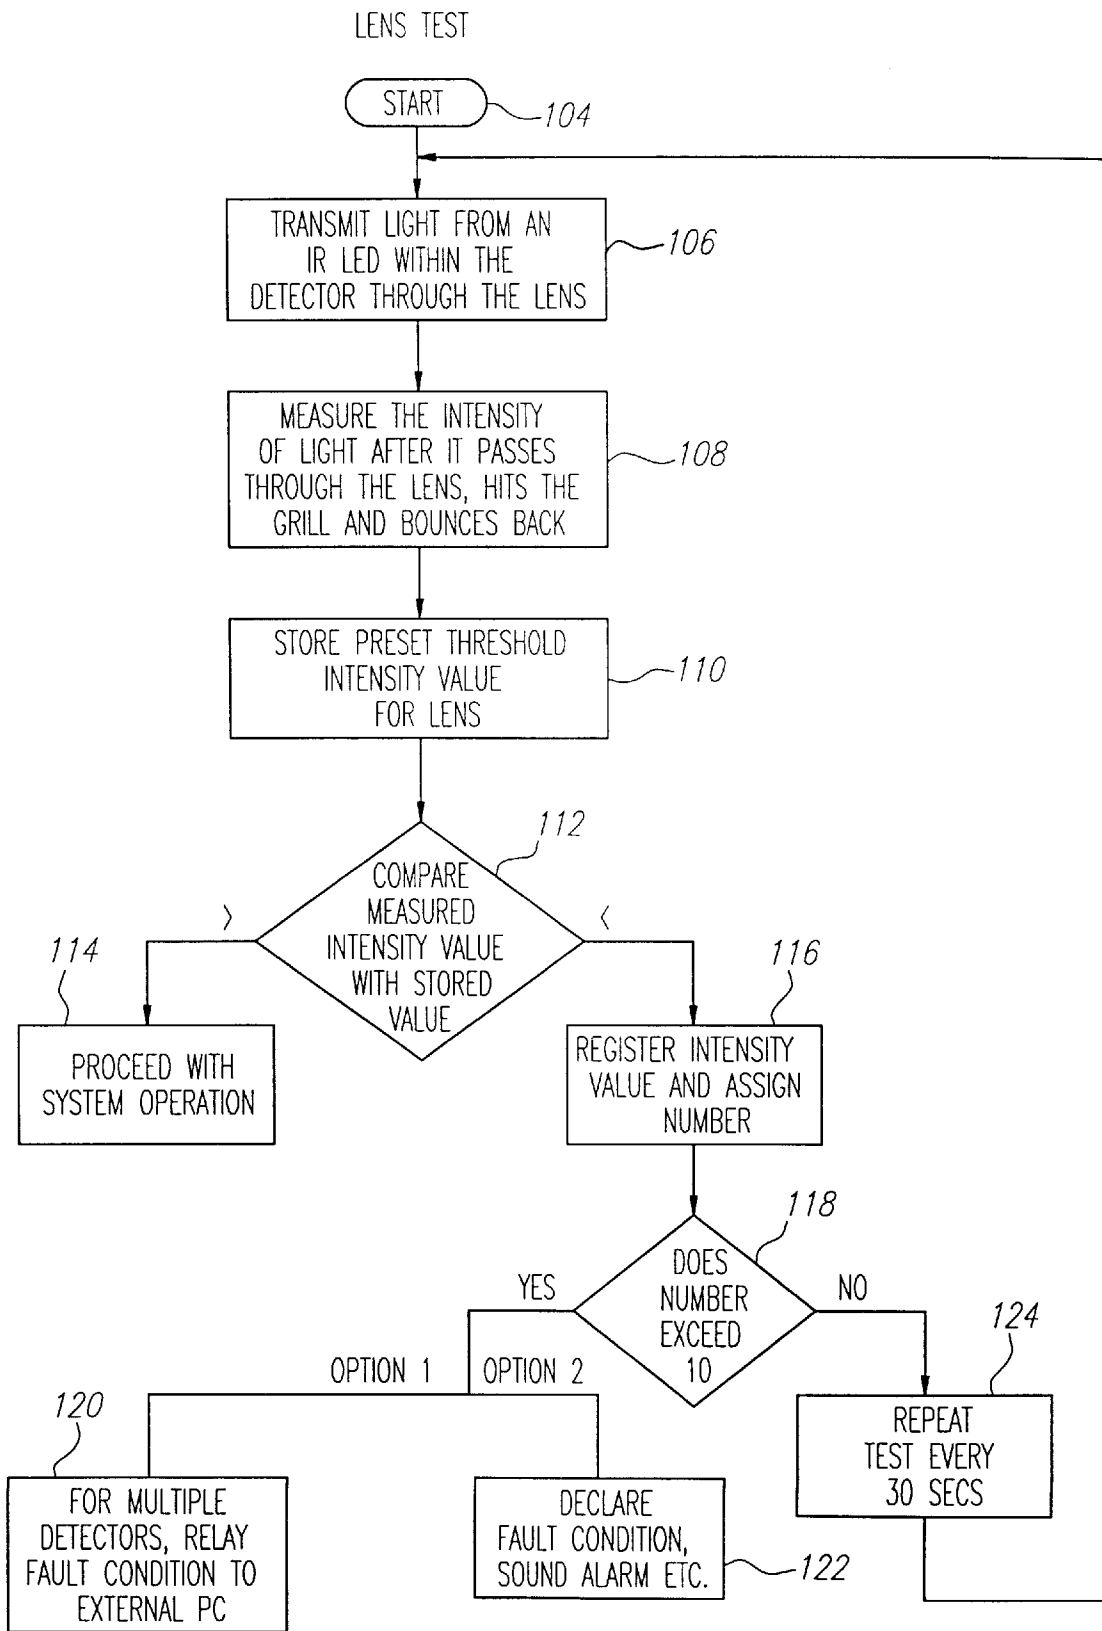 LENS TEST
START
104
TRANSMIT LIGHT FROM AN
IR LED WITHIN THE
DETECTOR THROUGH THE LENS
106
MEASURE THE INTENSITY
OF LIGHT AFTER IT PASSES
THROUGH THE LENS, HITS THE
GRILL AND BOUNCES BACK
108
STORE PRESET THRESHOLD
INTENSITY VALUE
FOR LENS
110
112
COMPARE
MEASURED
INTENSITY VALUE
WITH STORED
VALUE
>
<
114
PROCEED WITH
SYSTEM OPERATION
116
REGISTER INTENSITY
VALUE AND ASSIGN
NUMBER
118
DOES
NUMBER
EXCEED
10
YES
NO
OPTION 1
OPTION 2
120
FOR MULTIPLE
DETECTORS, RELAY
FAULT CONDITION TO
EXTERNAL PC
DECLARE
FAULT CONDITION,
SOUND ALARM ETC.
122
124
REPEAT
TEST EVERY
30 SECS